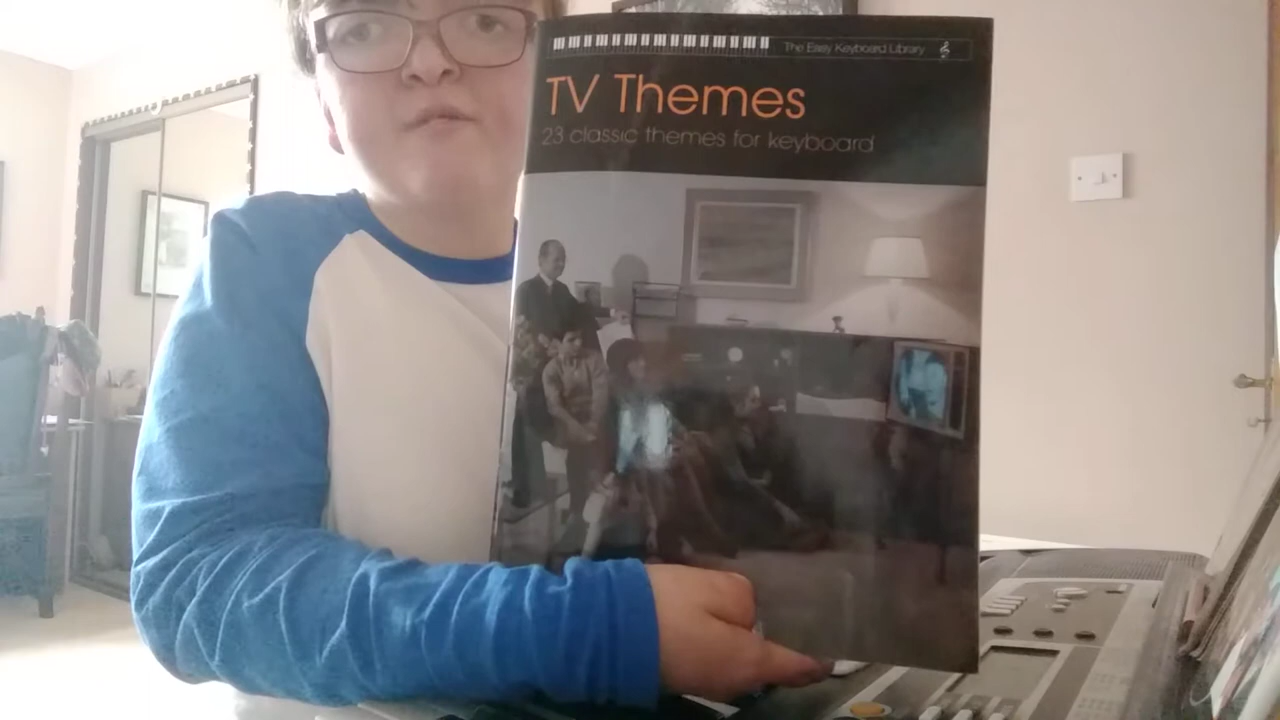 The Easy Keyboard Library
TV Themes
23 classic themes for keyboard